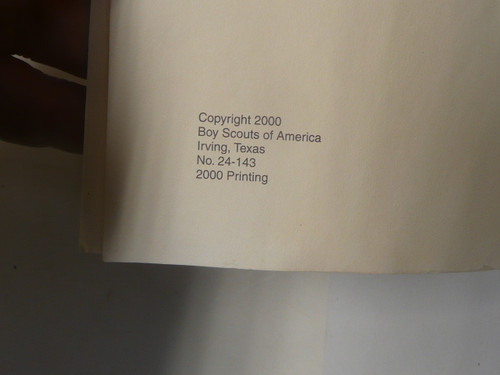 Copyright 2000
Boy Scouts of America
Irving, Texas
No. 24-143
2000 Printing